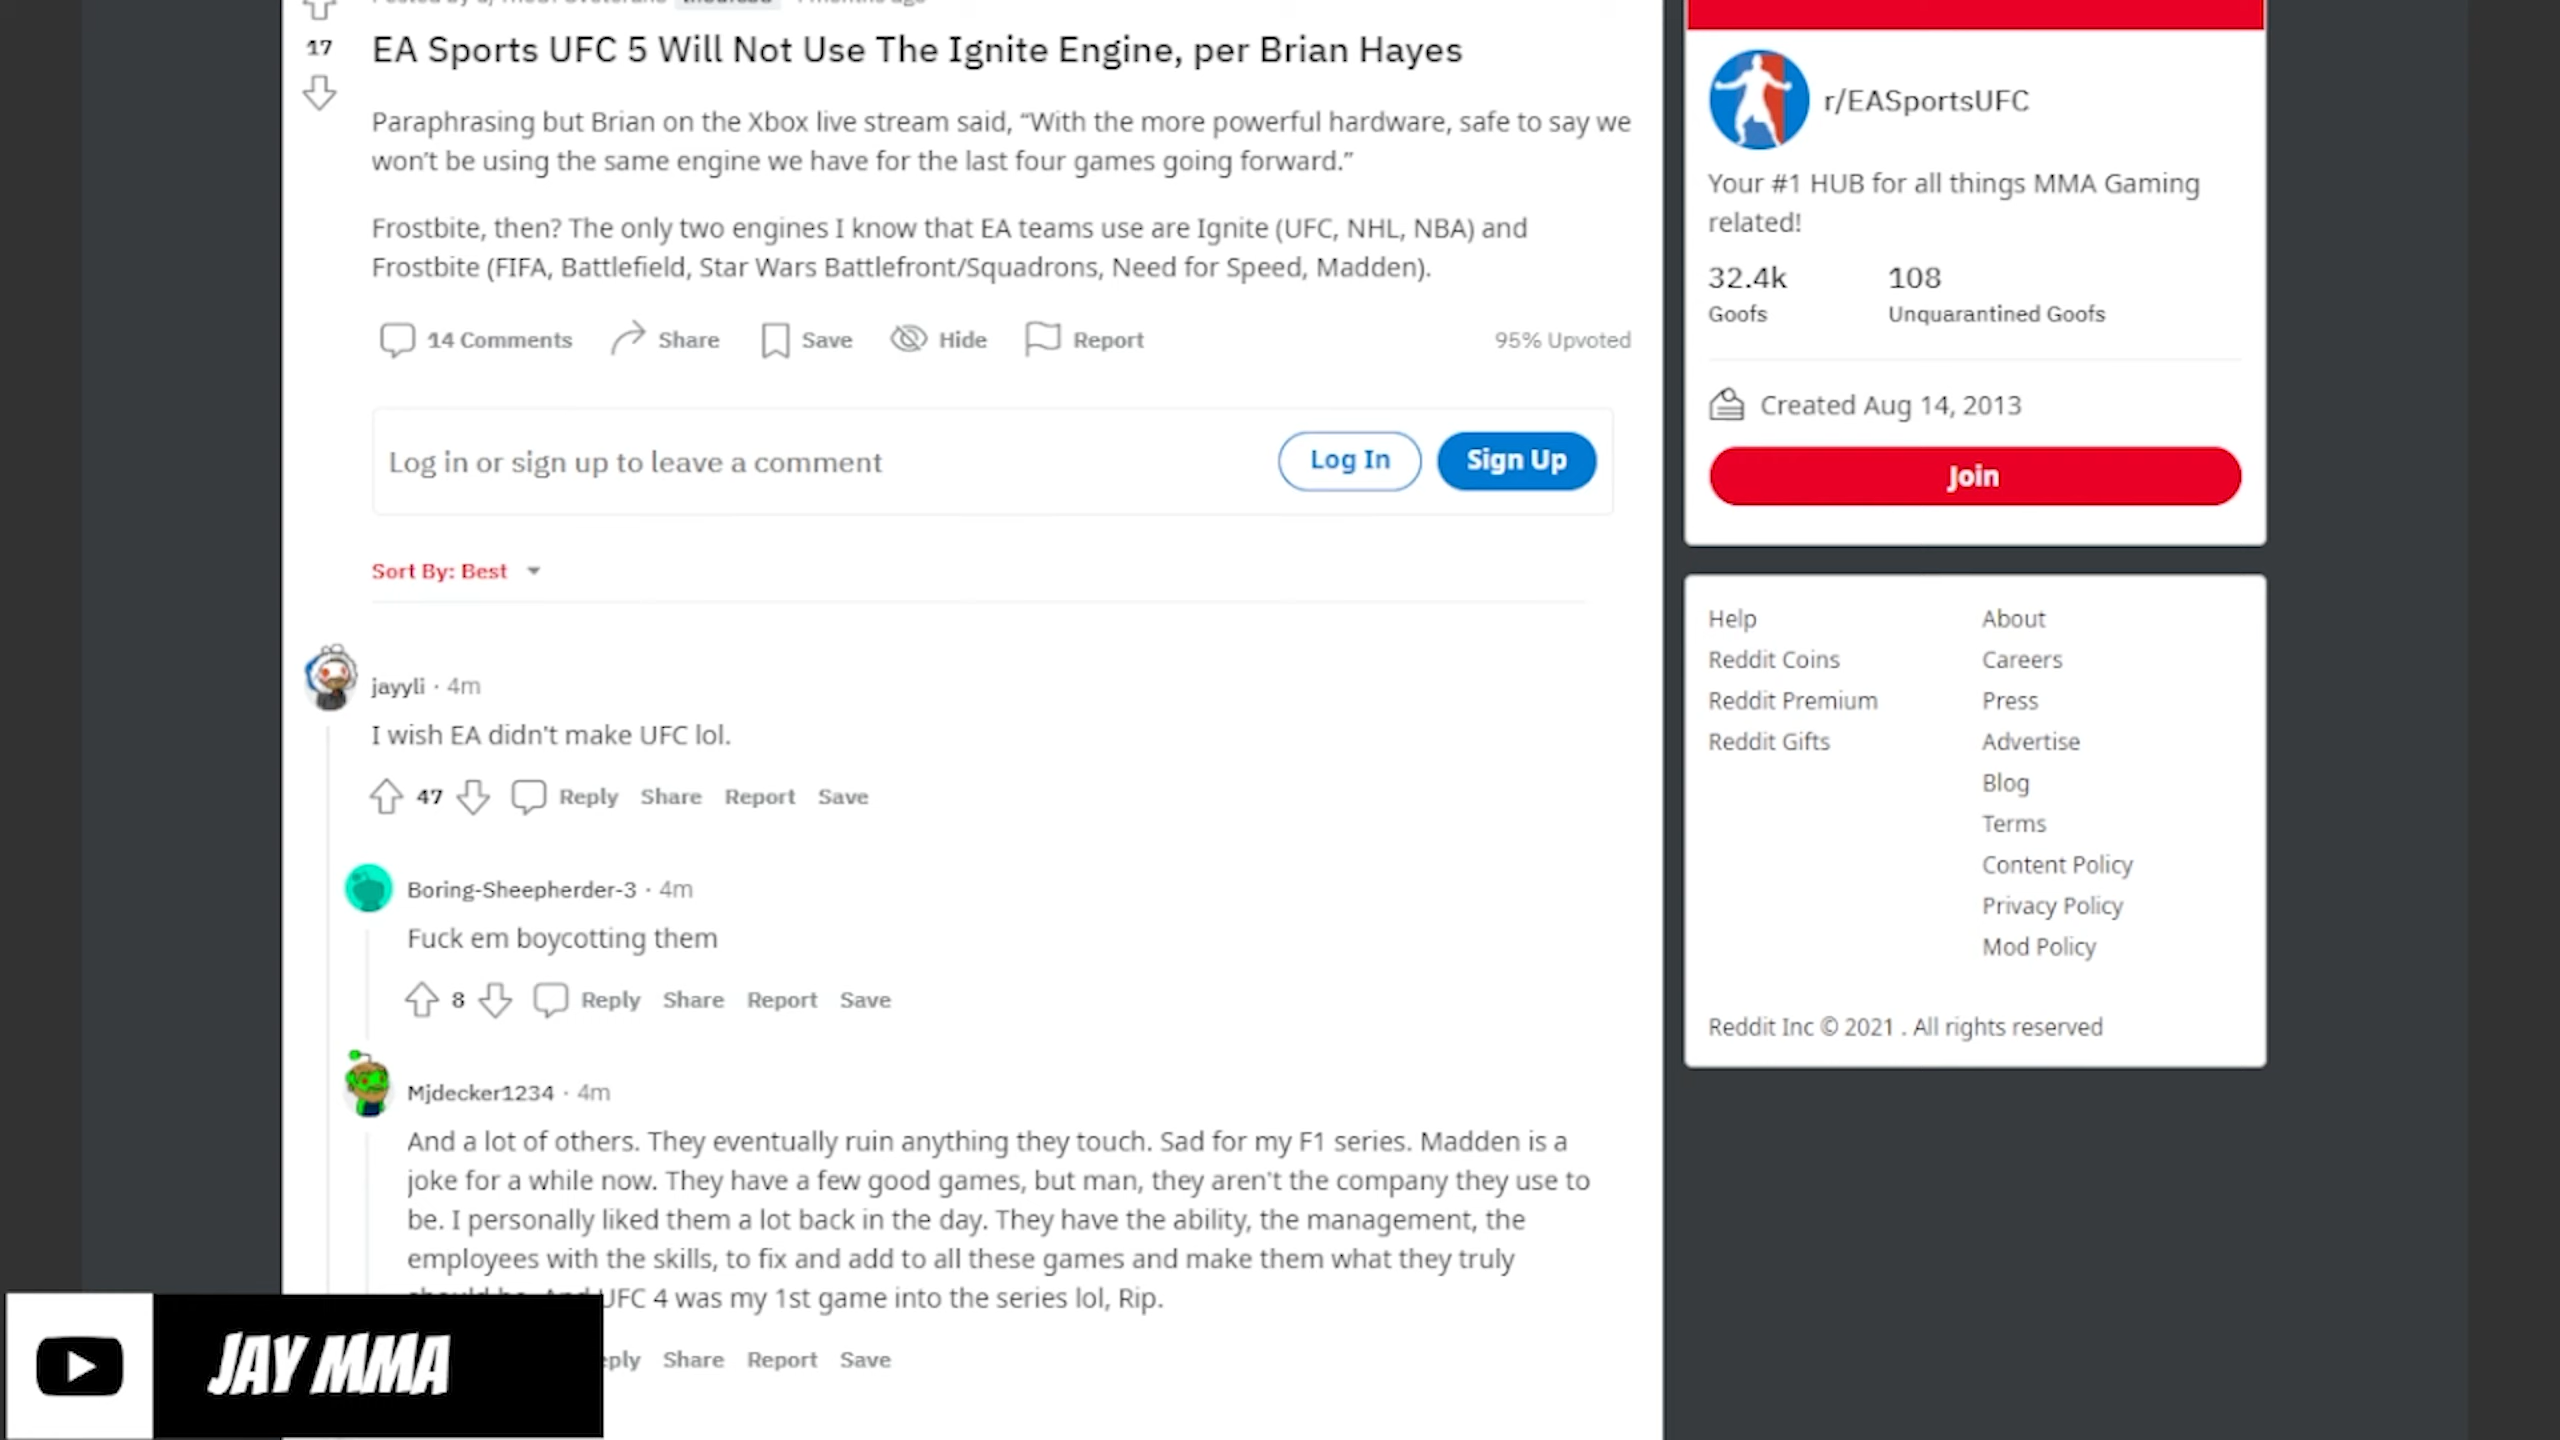 17
EA Sports UFC 5 Will Not Use The Ignite Engine, per Brian Hayes
Paraphrasing but Brian on the Xbox live stream said, “With the more powerful hardware, safe to say we
won’t be using the same engine we have for the last four games going forward.”
Frostbite, then? The only two engines I know that EA teams use are Ignite (UFC, NHL, NBA) and
Frostbite (FIFA, Battlefield, Star Wars Battlefront/Squadrons, Need for Speed, Madden).
14 Comments Share Save Hide Report 95% Upvoted
Log in or sign up to leave a comment Log In Sign Up
Sort By: Best
jayyli · 4m
I wish EA didn't make UFC lol.
47 Reply Share Report Save
Boring-Sheepherder-3 · 4m
Fuck em boycotting them
8 Reply Share Report Save
Mjdecker1234 · 4m
And a lot of others. They eventually ruin anything they touch. Sad for my F1 series. Madden is a
joke for a while now. They have a few good games, but man, they aren't the company they use to
be. I personally liked them a lot back in the day. They have the ability, the management, the
employees with the skills, to fix and add to all these games and make them what they truly
UFC 4 was my 1st game into the series lol, Rip.
Share Report Save
JAY MMA
r/EASportsUFC
Your #1 HUB for all things MMA Gaming
related!
32.4k 108
Goofs Unquarantined Goofs
Created Aug 14, 2013
Join
Help About
Reddit Coins Careers
Reddit Premium Press
Reddit Gifts Advertise
Blog
Terms
Content Policy
Privacy Policy
Mod Policy
Reddit Inc © 2021 . All rights reserved